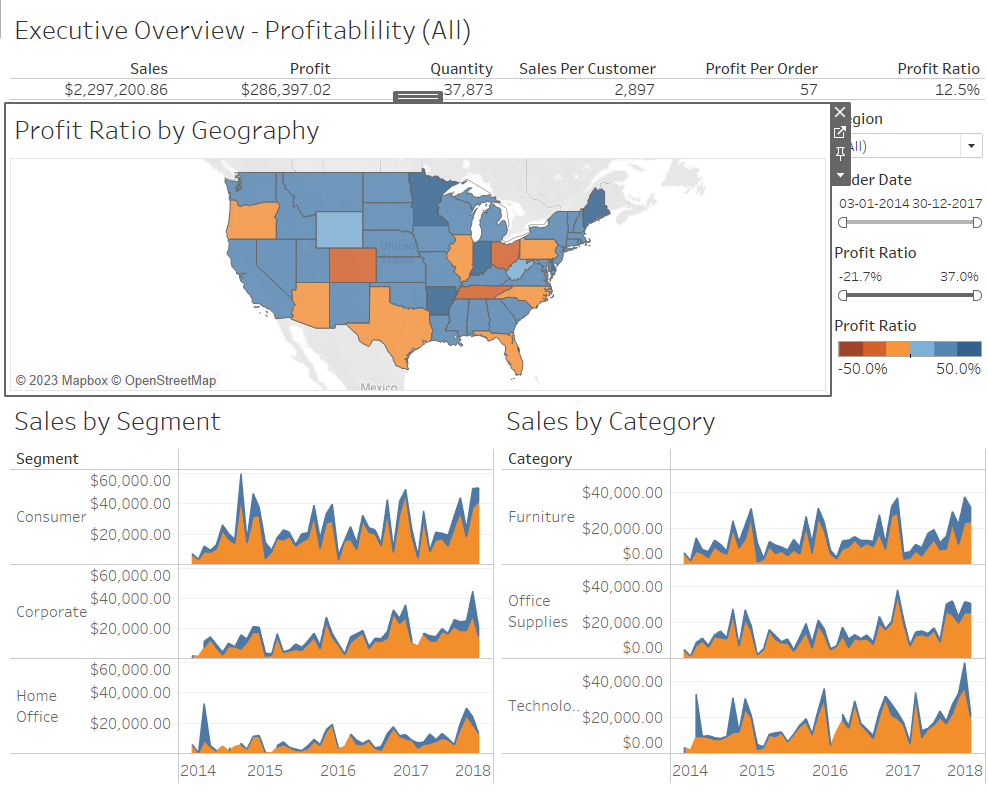 Executive Overview - Profitablility (All)
Sales Profit Quantity Sales Per Customer Profit Per Order Profit Ratio
$2,297,200.86 $286,397.02 37,873 2,897 57 12.5%
Profit Ratio by Geography
United
States
Mexico
© 2023 Mapbox © OpenStreetMap
egion
All)
der Date
03-01-2014 30-12-2017
Profit Ratio
-21.7% 37.0%
Profit Ratio
-50.0% 50.0%
Sales by Segment
Segment
Consumer
$60,000.00
$40,000.00
$20,000.00
Corporate
$60,000.00
$40,000.00
$20,000.00
Home
Office
$60,000.00
$40,000.00
$20,000.00
2014 2015 2016 2017 2018
Sales by Category
Category
Furniture
$40,000.00
$20,000.00
$0.00
Office
Supplies
$40,000.00
$20,000.00
$0.00
Technolo..
$40,000.00
$20,000.00
$0.00
2014 2015 2016 2017 2018